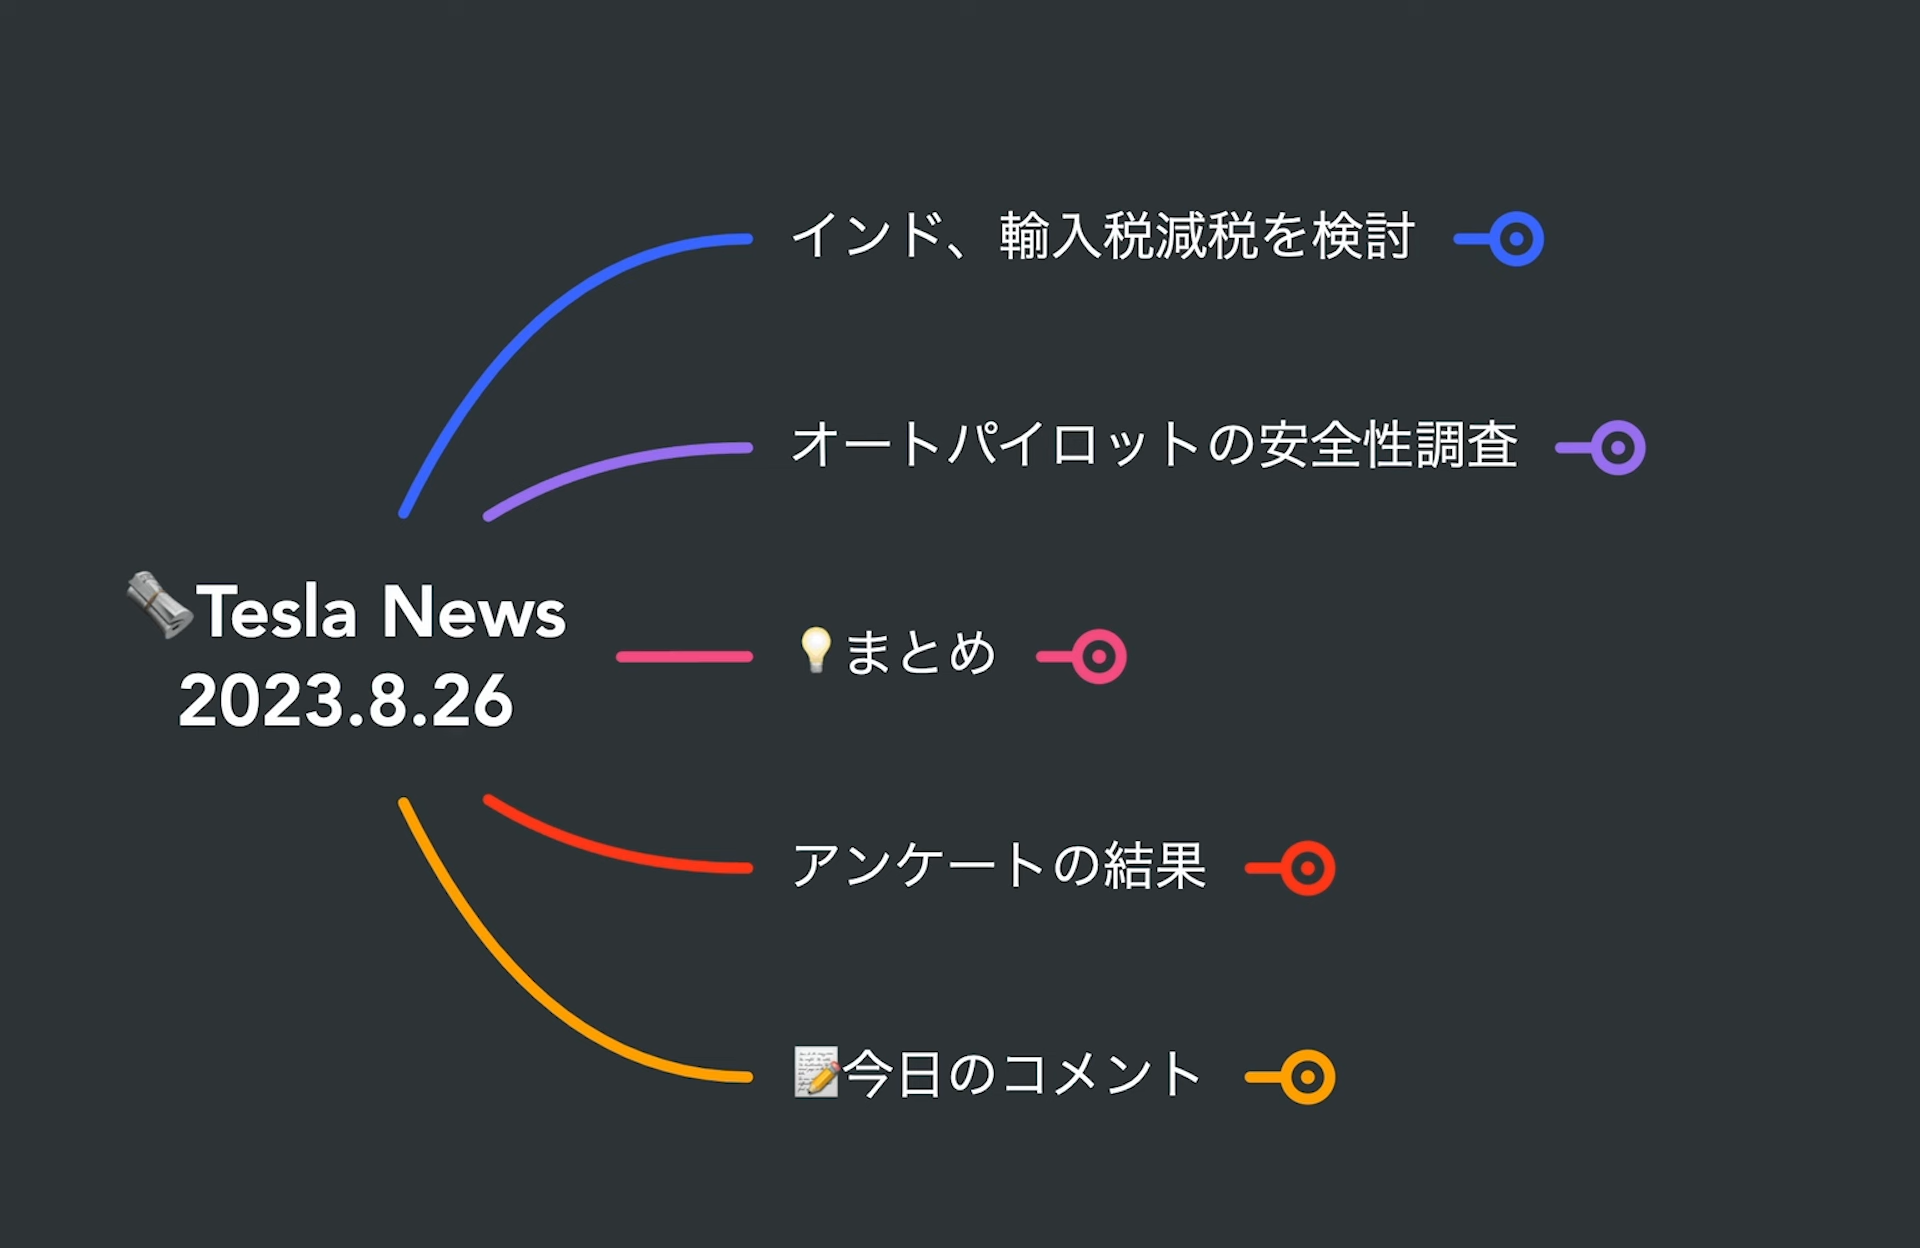 🗞️Tesla News
2023.8.26
インド、輸入税減税を検討
オートパイロットの安全性調査
💡まとめ
アンケートの結果
📝今日のコメント